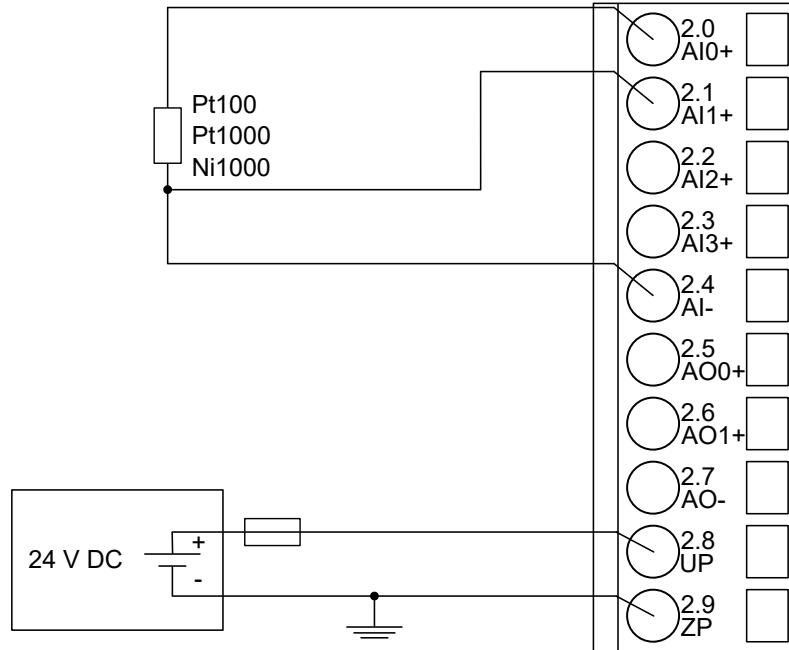 2.0
AI0+
2.1
AI1+
Pt100
Pt1000
Ni1000
2.2
AI2+
2.3
AI3+
2.4
AI-
2.5
AO0+
2.6
AO1+
2.7
AO-
24 V DC
+
-
2.8
UP
2.9
ZP